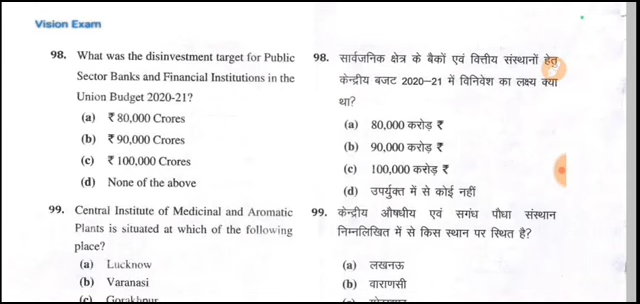 Vision Exam
98. What was the disinvestment target for Public
Sector Banks and Financial Institutions in the
Union Budget 2020-21?
(a) ₹ 80,000 Crores
(b) ₹ 90,000 Crores
(c) ₹ 100,000 Crores
(d) None of the above
99. Central Institute of Medicinal and Aromatic
Plants is situated at which of the following
place?
(a) Lucknow
(b) Varanasi
(c) Gorakhpur
98. सार्वजनिक क्षेत्र के बैकों एवं वित्तीय संस्थानों हेतु
केन्द्रीय बजट 2020–21 में विनिवेश का लक्ष्य क्या
था?
(a) 80,000 करोड़ ₹
(b) 90,000 करोड़ ₹
(c) 100,000 करोड़ ₹
(d) उपर्युक्त में से कोई नहीं
99. केन्द्रीय औषधीय एवं सगंध पौधा संस्थान
निम्नलिखित में से किस स्थान पर स्थित है?
(a) लखनऊ
(b) वाराणसी